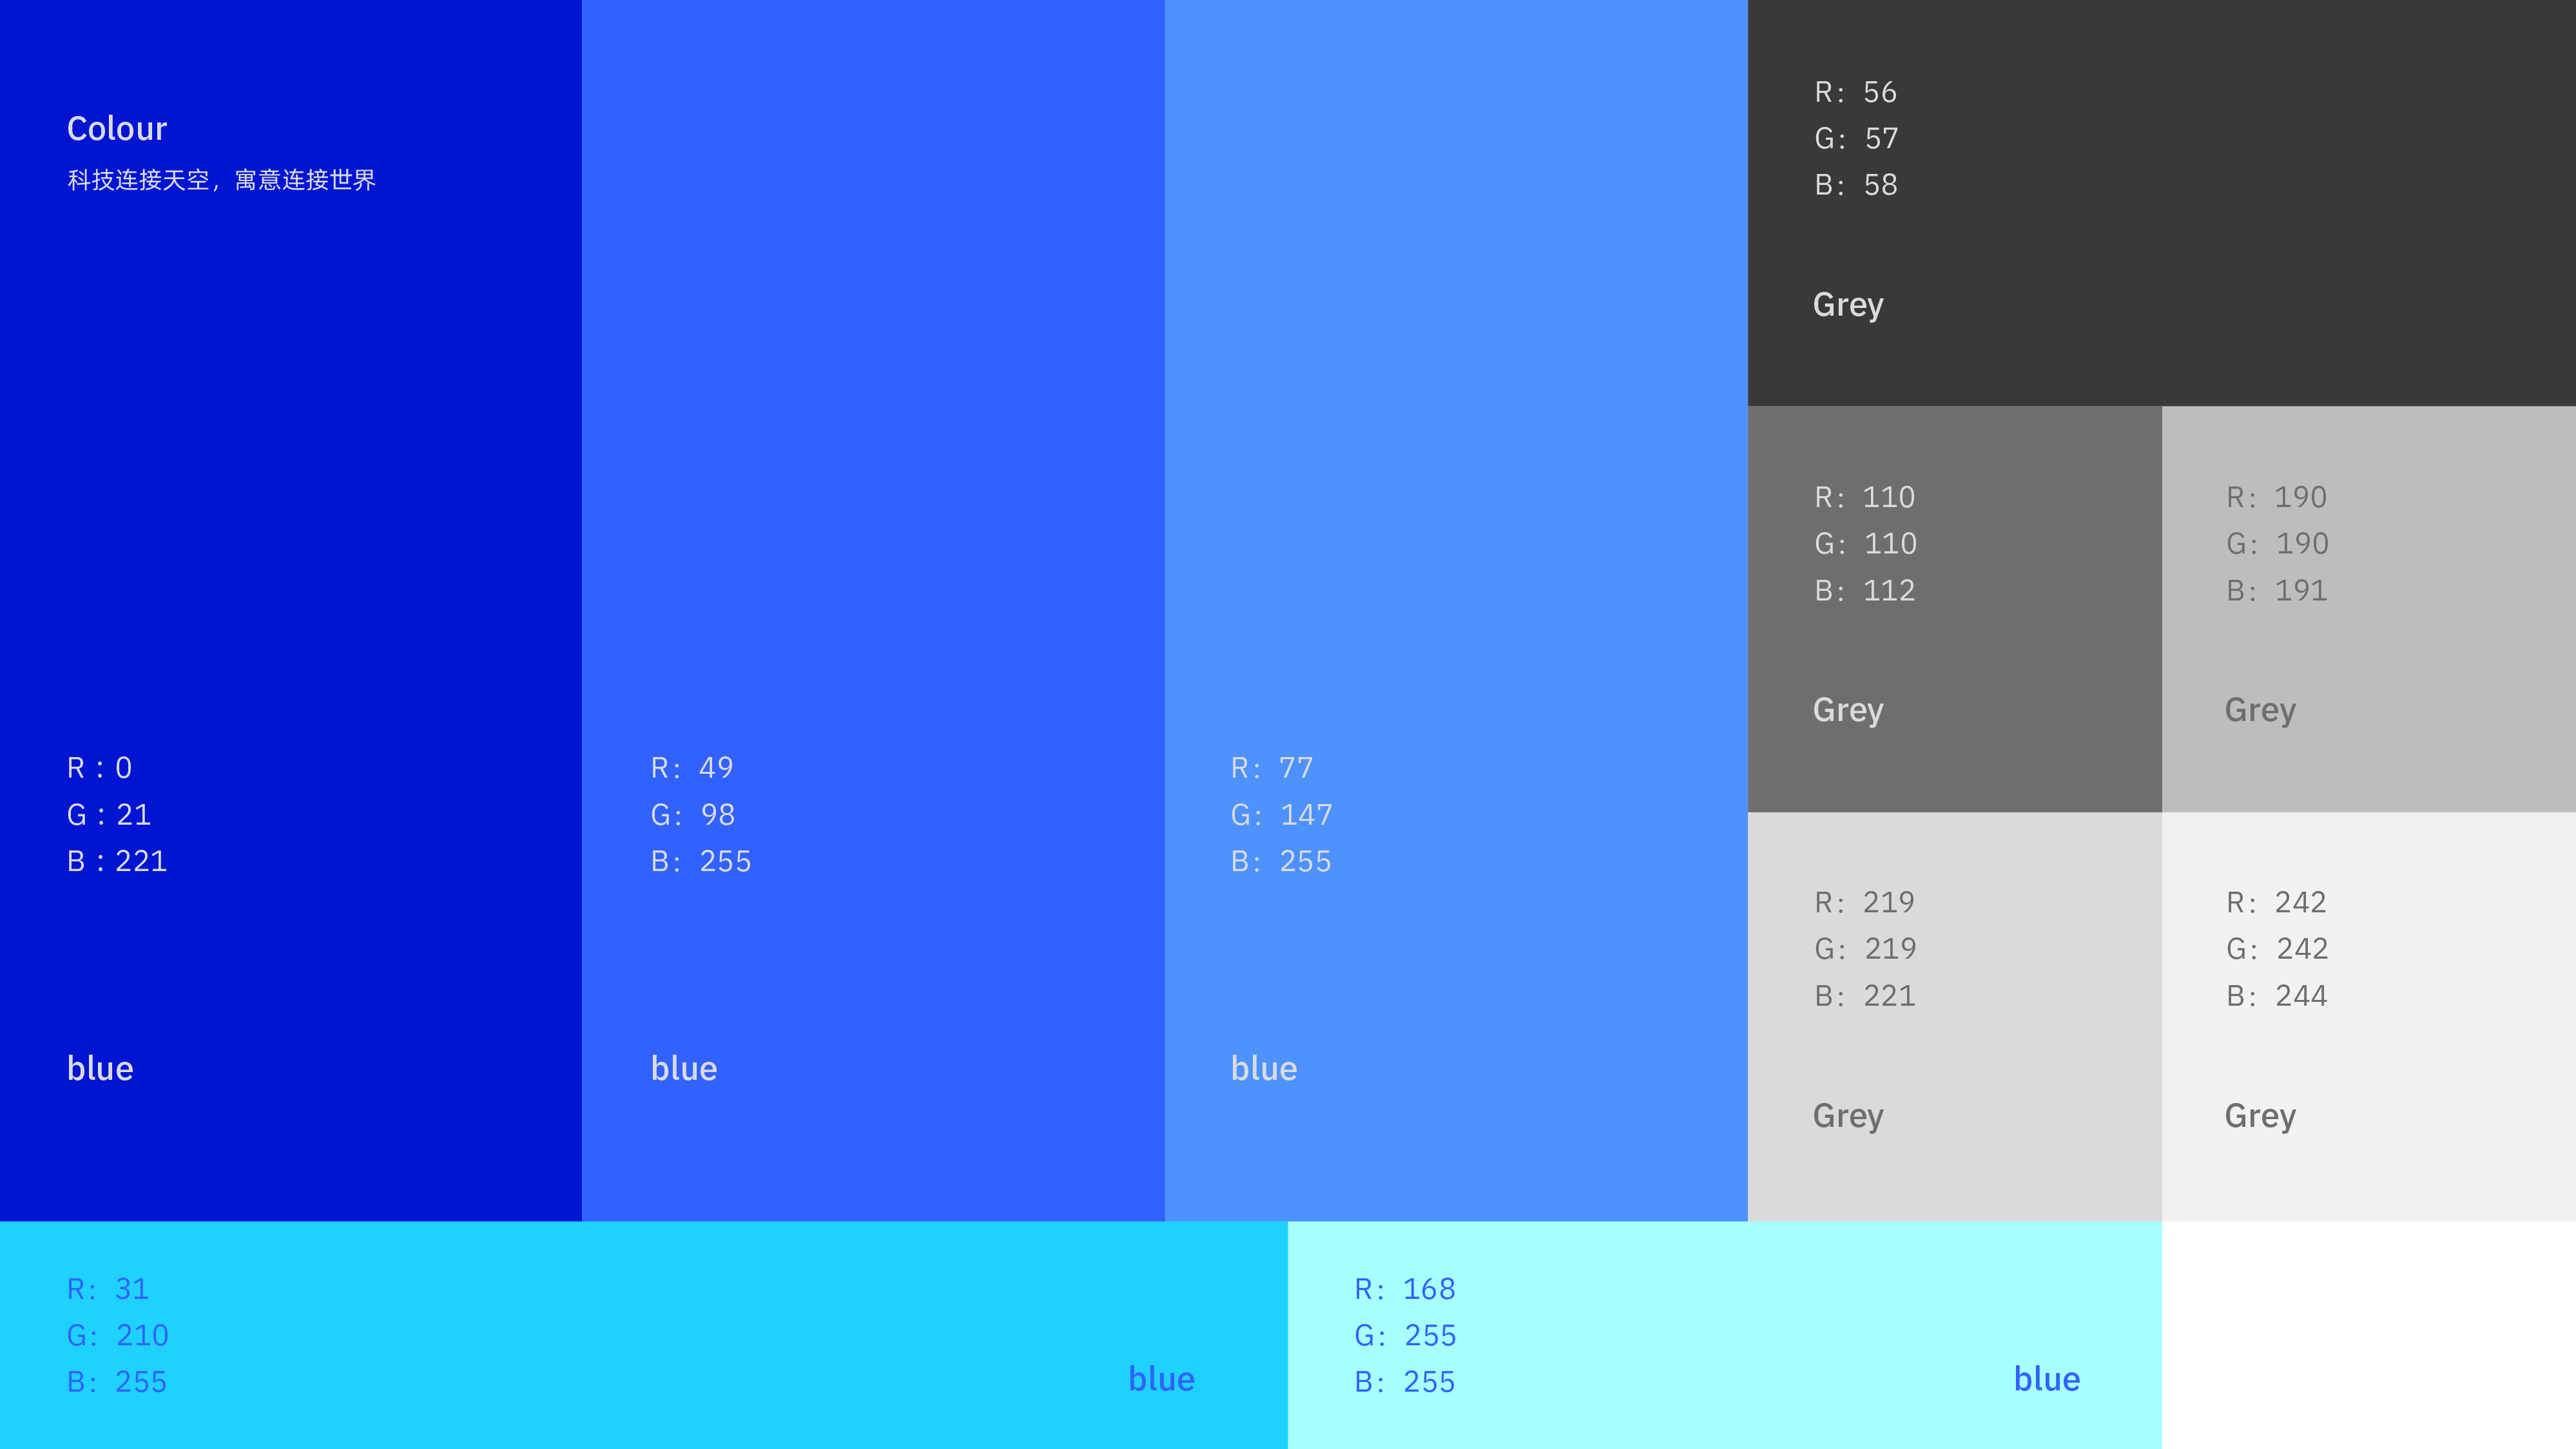 Colour
科技连接天空，寓意连接世界
R : 0
G : 21
B : 221
blue
R: 49
G: 98
B: 255
blue
R: 77
G: 147
B: 255
blue
R: 56
G: 57
B: 58
Grey
R: 110
G: 110
B: 112
Grey
R: 190
G: 190
B: 191
Grey
R: 219
G: 219
B: 221
Grey
R: 242
G: 242
B: 244
Grey
R: 31
G: 210
B: 255
blue
R: 168
G: 255
B: 255
blue